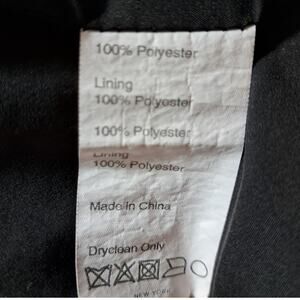 100% Polyester
Lining
100% Polyester
100% Polyester
Lining
100% Polyester
Made in China
Dryclean Only
NEW YORK